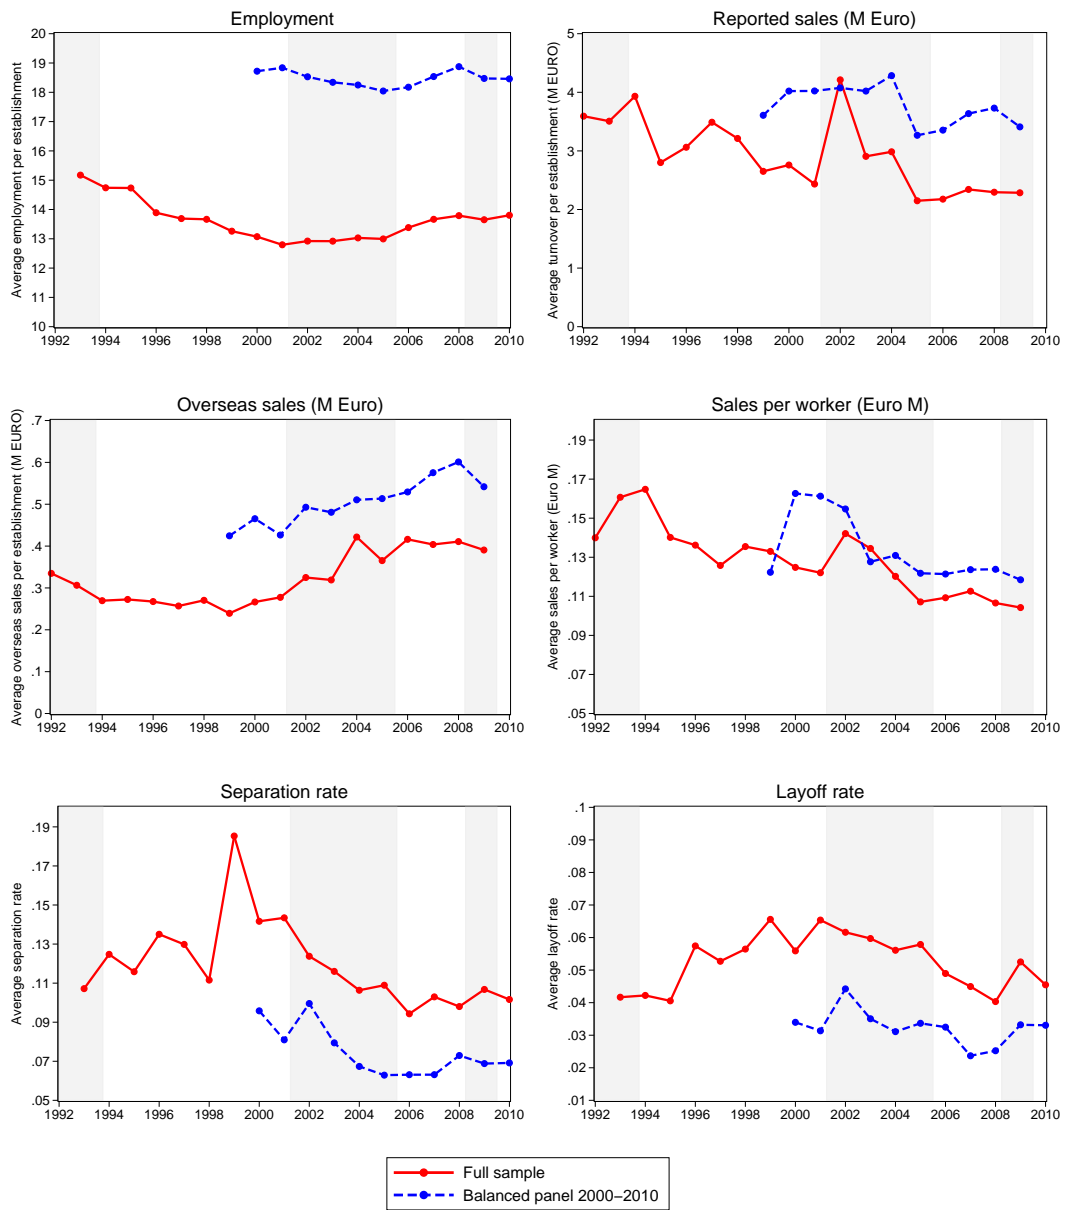 Employment
Average employment per establishment
20
19
18
17
16
15
14
13
12
11
10
1992 1994 1996 1998 2000 2002 2004 2006 2008 2010
Reported sales (M Euro)
Average turnover per establishment (M EURO)
5
4
3
2
1
0
1992 1994 1996 1998 2000 2002 2004 2006 2008 2010
Overseas sales (M Euro)
Average overseas sales per establishment (M EURO)
.7
.6
.5
.4
.3
.2
.1
0
1992 1994 1996 1998 2000 2002 2004 2006 2008 2010
Sales per worker (Euro M)
Average sales per worker (Euro M)
.19
.17
.15
.13
.11
.09
.07
.05
1992 1994 1996 1998 2000 2002 2004 2006 2008 2010
Separation rate
Average separation rate
.19
.17
.15
.13
.11
.09
.07
.05
1992 1994 1996 1998 2000 2002 2004 2006 2008 2010
Layoff rate
Average layoff rate
.1
.09
.08
.07
.06
.05
.04
.03
.02
.01
1992 1994 1996 1998 2000 2002 2004 2006 2008 2010
Full sample
Balanced panel 2000−2010